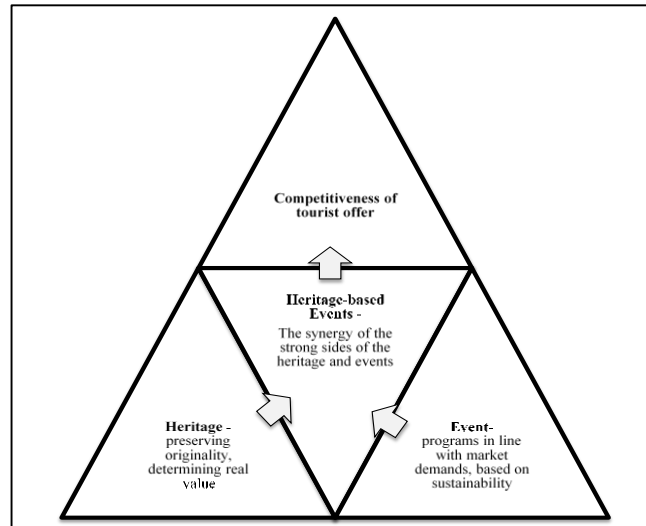 Competitiveness of
tourist offer
Heritage-based
Events -
The synergy of the
strong sides of the
heritage and events
Heritage -
preserving
originality,
determining real
value
Event-
programs in line
with market
demands, based on
sustainability